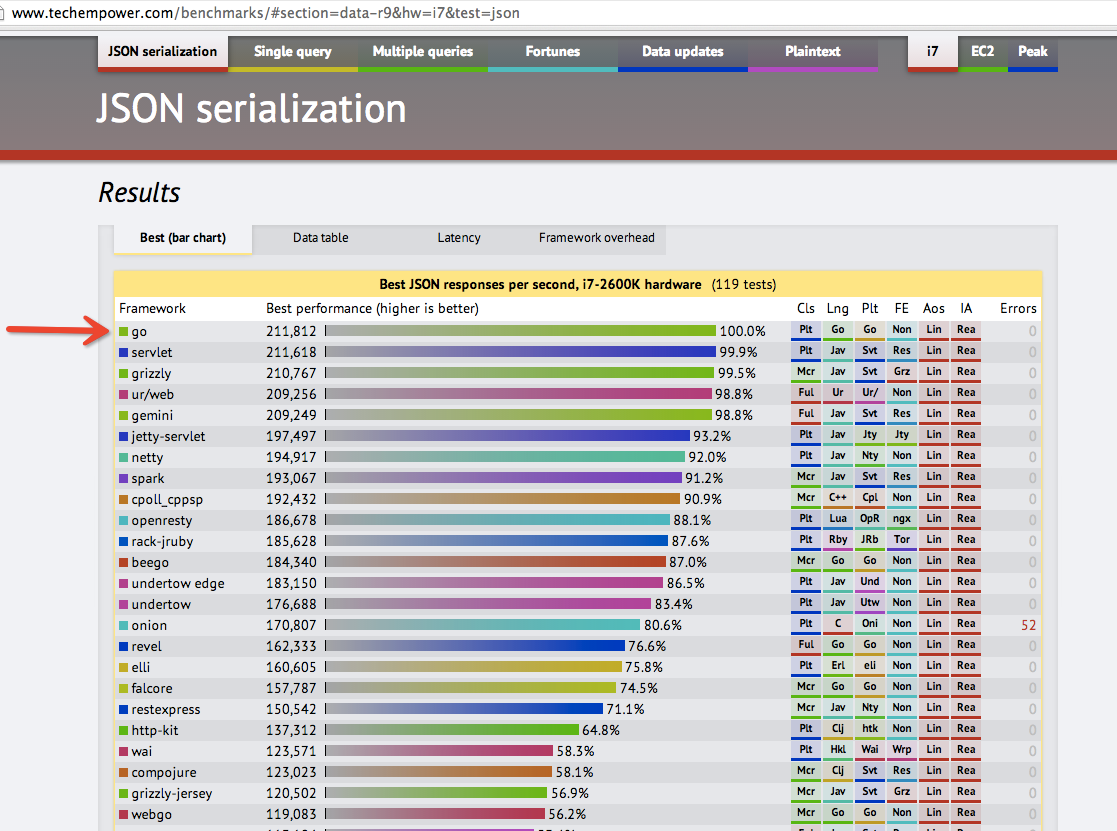 www.techempower.com/benchmarks/#section=data-r9&hw=i7&test=json
JSON serialization Single query Multiple queries Fortunes Data updates Plaintext i7 EC2 Peak
JSON serialization
Results
Best (bar chart) Data table Latency Framework overhead
Best JSON responses per second, i7-2600K hardware (119 tests)
Framework Best performance (higher is better) Cls Lng Plt FE Aos IA Errors
go 211,812 100.0% Plt Go Go Non Lin Rea 0
servlet 211,618 99.9% Plt Jav Svt Res Lin Rea 0
grizzly 210,767 99.5% Mcr Jav Svt Grz Lin Rea 0
ur/web 209,256 98.8% Ful Ur Ur/ Non Lin Rea 0
gemini 209,249 98.8% Ful Jav Svt Res Lin Rea 0
jetty-servlet 197,497 93.2% Plt Jav Jty Jty Lin Rea 0
netty 194,917 92.0% Plt Jav Nty Non Lin Rea 0
spark 193,067 91.2% Mcr Jav Svt Res Lin Rea 0
cpoll_cppsp 192,432 90.9% Mcr C++ Cpl Non Lin Rea 0
openresty 186,678 88.1% Plt Lua OpR ngx Lin Rea 0
rack-jruby 185,628 87.6% Plt Rby JRb Tor Lin Rea 0
beego 184,340 87.0% Mcr Go Go Non Lin Rea 0
undertow edge 183,150 86.5% Plt Jav Und Non Lin Rea 0
undertow 176,688 83.4% Plt Jav Utw Non Lin Rea 0
onion 170,807 80.6% Plt C Oni Non Lin Rea 52
revel 162,333 76.6% Ful Go Go Non Lin Rea 0
elli 160,605 75.8% Plt Erl eli Non Lin Rea 0
falcore 157,787 74.5% Mcr Go Go Non Lin Rea 0
restexpress 150,542 71.1% Mcr Jav Nty Non Lin Rea 0
http-kit 137,312 64.8% Plt Clj htk Non Lin Rea 0
wai 123,571 58.3% Plt Hkl Wai Wrp Lin Rea 0
compojure 123,023 58.1% Mcr Clj Svt Res Lin Rea 0
grizzly-jersey 120,502 56.9% Mcr Jav Svt Grz Lin Rea 0
webgo 119,083 56.2% Mcr Go Go Non Lin Rea 0